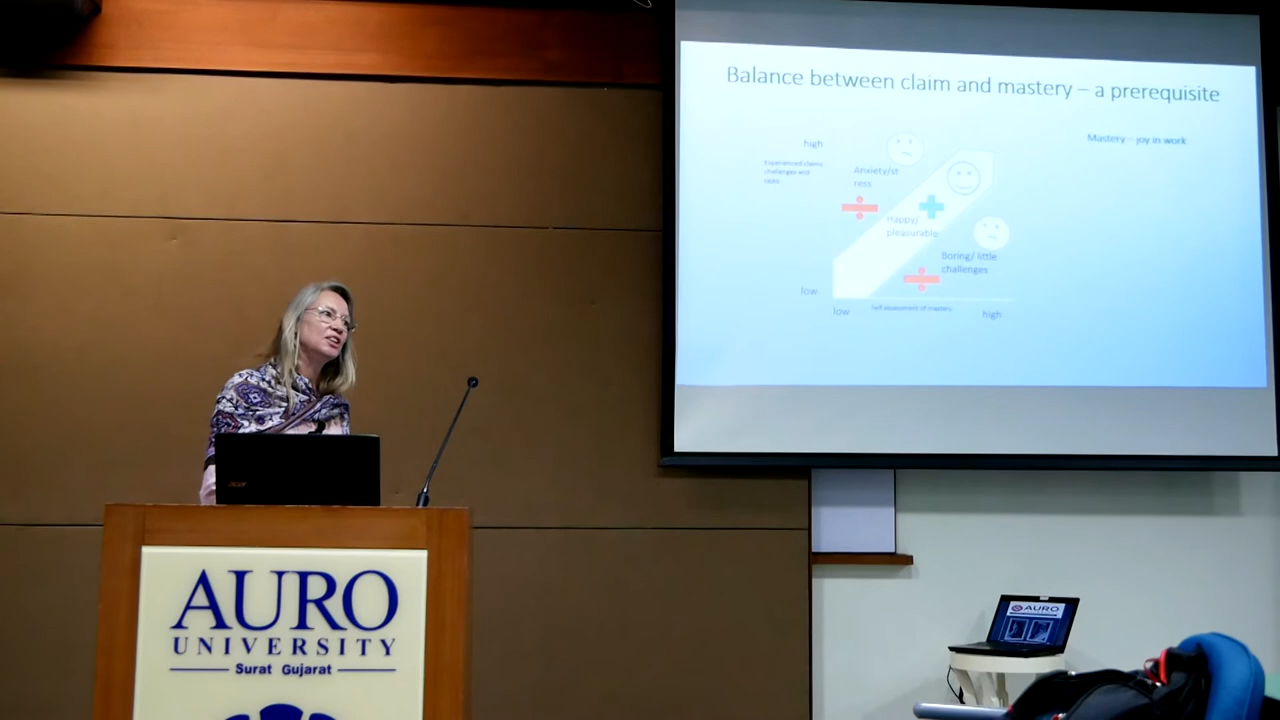 Balance between claim and mastery – a prerequisite
high
Experienced claims
challenges and
tasks
Anxiety/st
ress
Mastery – joy in work
Happy/
pleasurable
Boring/ little
challenges
low
low
Self assessment of mastery
high
acer
AURO
UNIVERSITY
Surat Gujarat
AURO